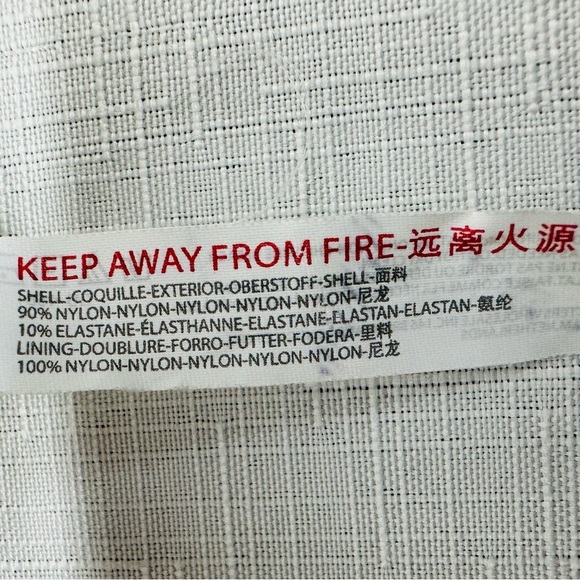 KEEP AWAY FROM FIRE-远离火源
SHELL-COQUILLE-EXTERIOR-OBERSTOFF-SHELL-面料
90% NYLON-NYLON-NYLON-NYLON-NYLON-尼龙
10% ELASTANE-ÉLASTHANNE-ELASTANE-ELASTAN-ELASTAN-氨纶
LINING-DOUBLURE-FORRO-FUTTER-FODERA-里料
100% NYLON-NYLON-NYLON-NYLON-NYLON-尼龙